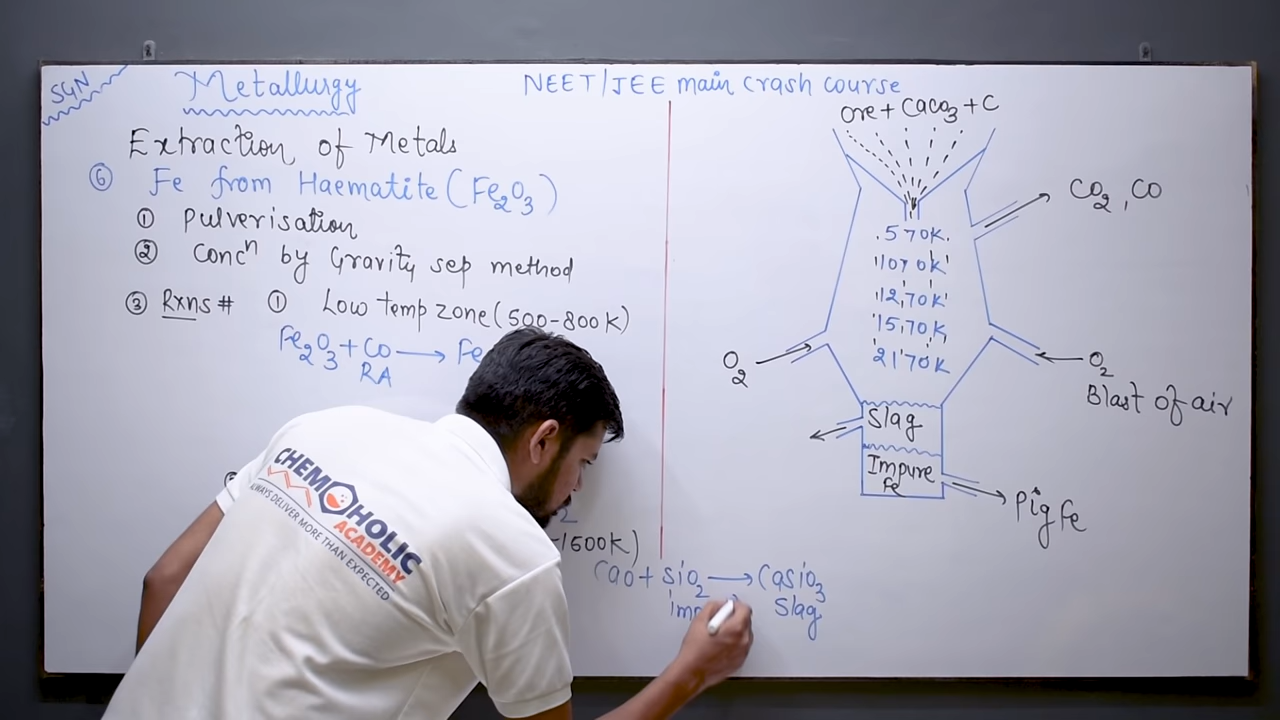 SGN
Metallurgy
NEET/JEE main crash course
Extraction of Metals
⑥ Fe from Haematite (Fe₂O₃)
① Pulverisation
② Concⁿ by Gravity sep method
③ Rxns # ① Low temp zone (500-800K)
Fe₂O₃ + CO ⟶ Fe
RA
-1500K)
CaO + SiO₂ ⟶ CaSiO₃
Slag
Ore + CaCO₃ + C
CO₂, CO
570K
1070K
1270K
1570K
2170K
O₂
O₂
Blast of air
Slag
Impure
Fe
Pig Fe
CHEMOHOLIC
ACADEMY
ALWAYS DELIVER MORE THAN EXPECTED